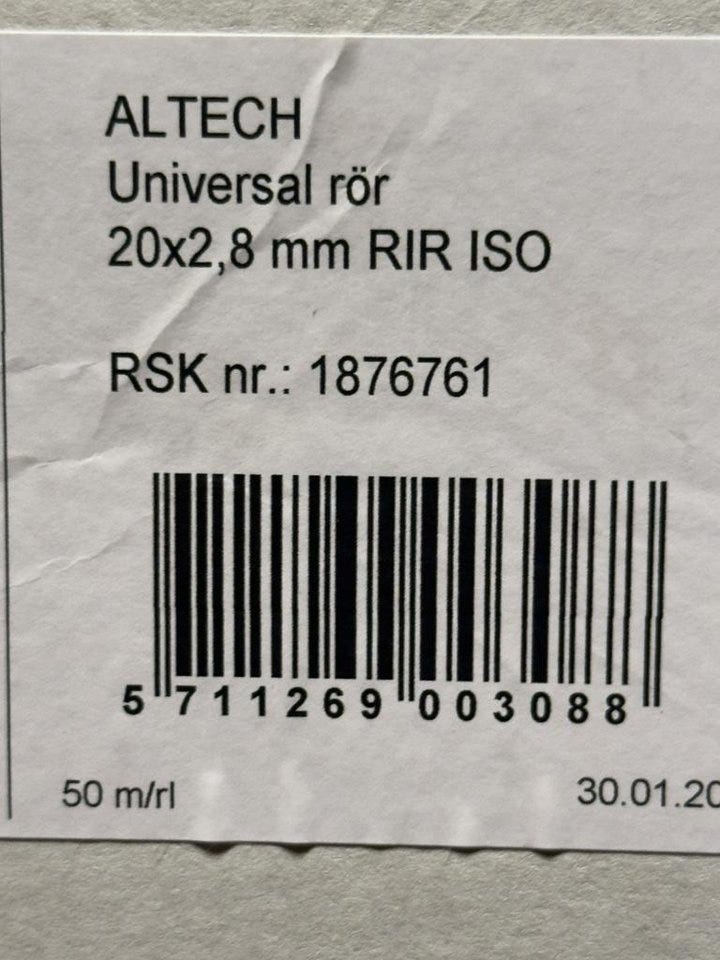 ALTECH
Universal rör
20x2,8 mm RIR ISO
RSK nr.: 1876761
5 711269 003088
50 m/rl
30.01.20